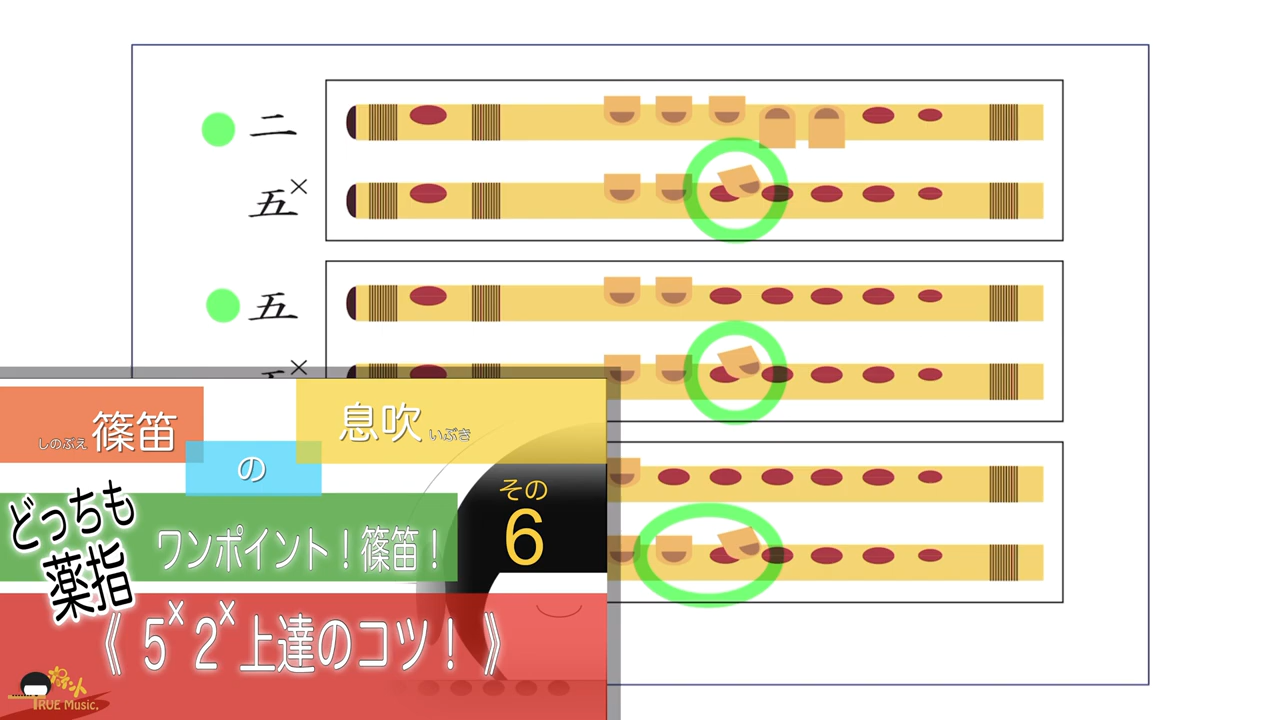 二
五×
五
×
しのぶえ 篠笛
の
息吹 いぶき
その
6
どっちも
薬指
ワンポイント！篠笛！
《 5×2×上達のコツ！ 》
TRUE Music.